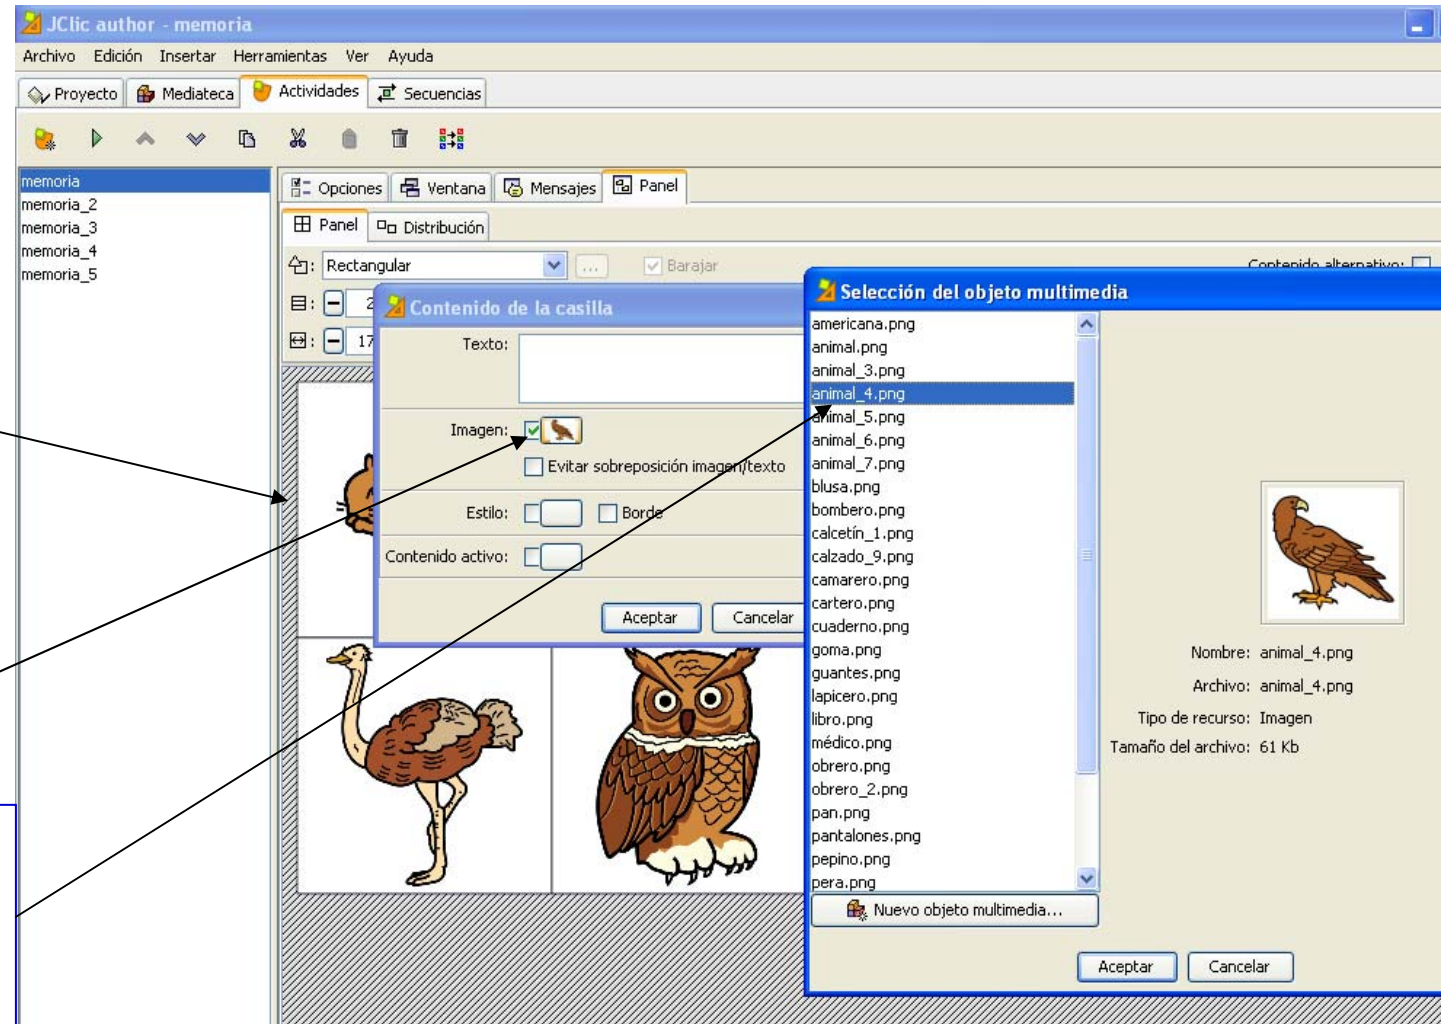 JClic author - memoria
Archivo Edición Insertar Herramientas Ver Ayuda
Proyecto Mediateca Actividades Secuencias
memoria
memoria_2
memoria_3
memoria_4
memoria_5
Opciones Ventana Mensajes Panel
Panel Distribución
Rectangular ... Barajar Contenido alternativo:
2
17
Contenido de la casilla
Texto:
Imagen:
Evitar sobreposición imagen/texto
Estilo: Borde
Contenido activo:
Aceptar Cancelar
Selección del objeto multimedia
americana.png
animal.png
animal_3.png
animal_4.png
animal_5.png
animal_6.png
animal_7.png
blusa.png
bombero.png
calcetín_1.png
calzado_9.png
camarero.png
cartero.png
cuaderno.png
goma.png
guantes.png
lapicero.png
libro.png
médico.png
obrero.png
obrero_2.png
pan.png
pantalones.png
pepino.png
pera.png
Nombre: animal_4.png
Archivo: animal_4.png
Tipo de recurso: Imagen
Tamaño del archivo: 61 Kb
Nuevo objeto multimedia...
Aceptar Cancelar